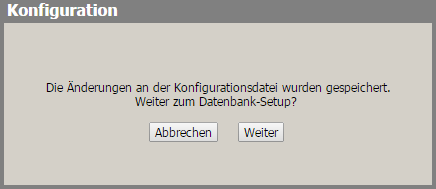 Konfiguration
Die Änderungen an der Konfigurationsdatei wurden gespeichert.
Weiter zum Datenbank-Setup?
Abbrechen Weiter